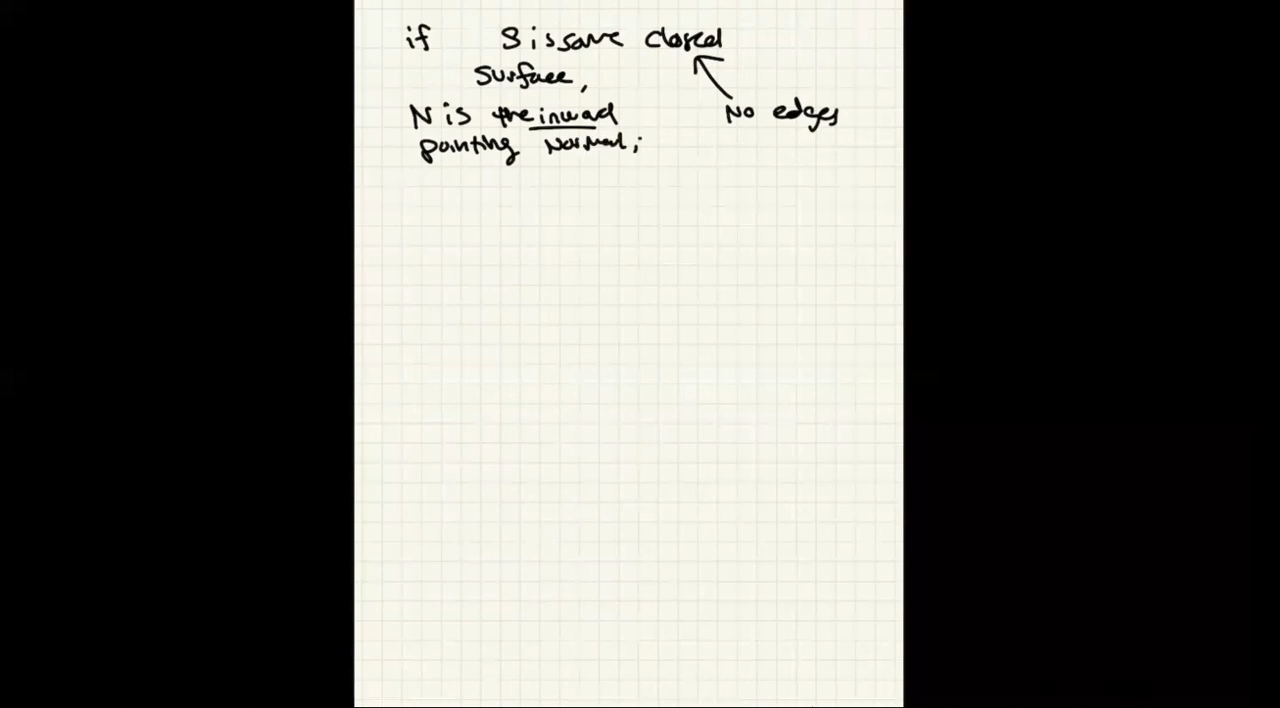 if S is some closed
surface,
N is the inward
pointing Normal;
No edges